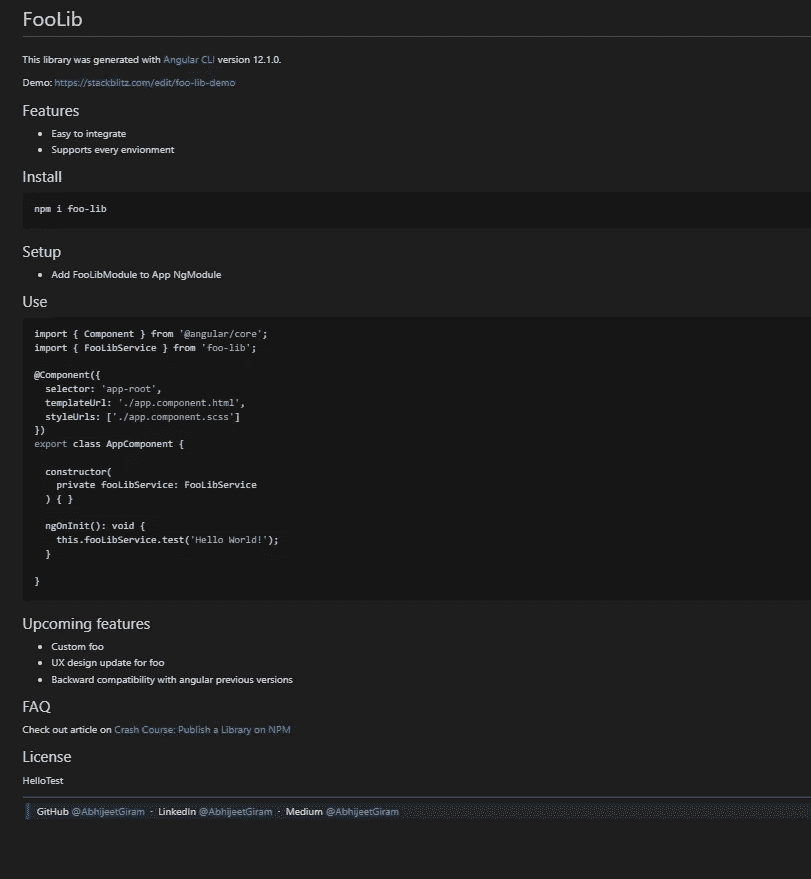 FooLib
This library was generated with Angular CLI version 12.1.0.
Demo: https://stackblitz.com/edit/foo-lib-demo
Features
• Easy to integrate
• Supports every envionment
Install
npm i foo-lib
Setup
• Add FooLibModule to App NgModule
Use
import { Component } from '@angular/core';
import { FooLibService } from 'foo-lib';
@Component({
  selector: 'app-root',
  templateUrl: './app.component.html',
  styleUrls: ['./app.component.scss']
})
export class AppComponent {
  constructor(
    private fooLibService: FooLibService
  ) { }
  ngOnInit(): void {
    this.fooLibService.test('Hello World!');
  }
}
Upcoming features
• Custom foo
• UX design update for foo
• Backward compatibility with angular previous versions
FAQ
Check out article on Crash Course: Publish a Library on NPM
License
HelloTest
GitHub @AbhijeetGiram · LinkedIn @AbhijeetGiram · Medium @AbhijeetGiram